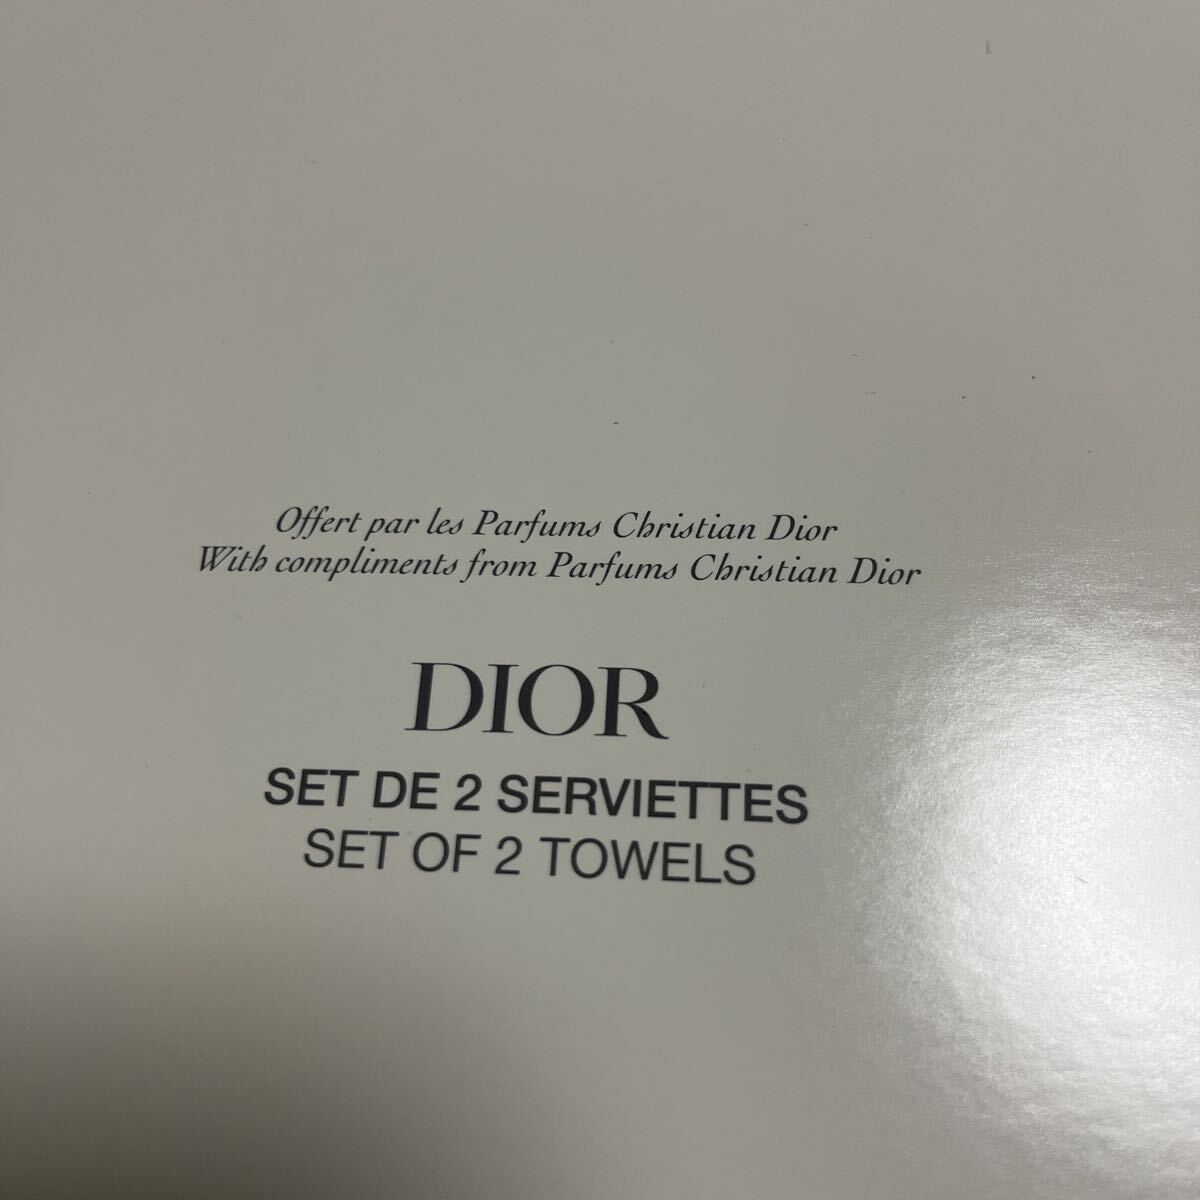 Offert par les Parfums Christian Dior
With compliments from Parfums Christian Dior
DIOR
SET DE 2 SERVIETTES
SET OF 2 TOWELS